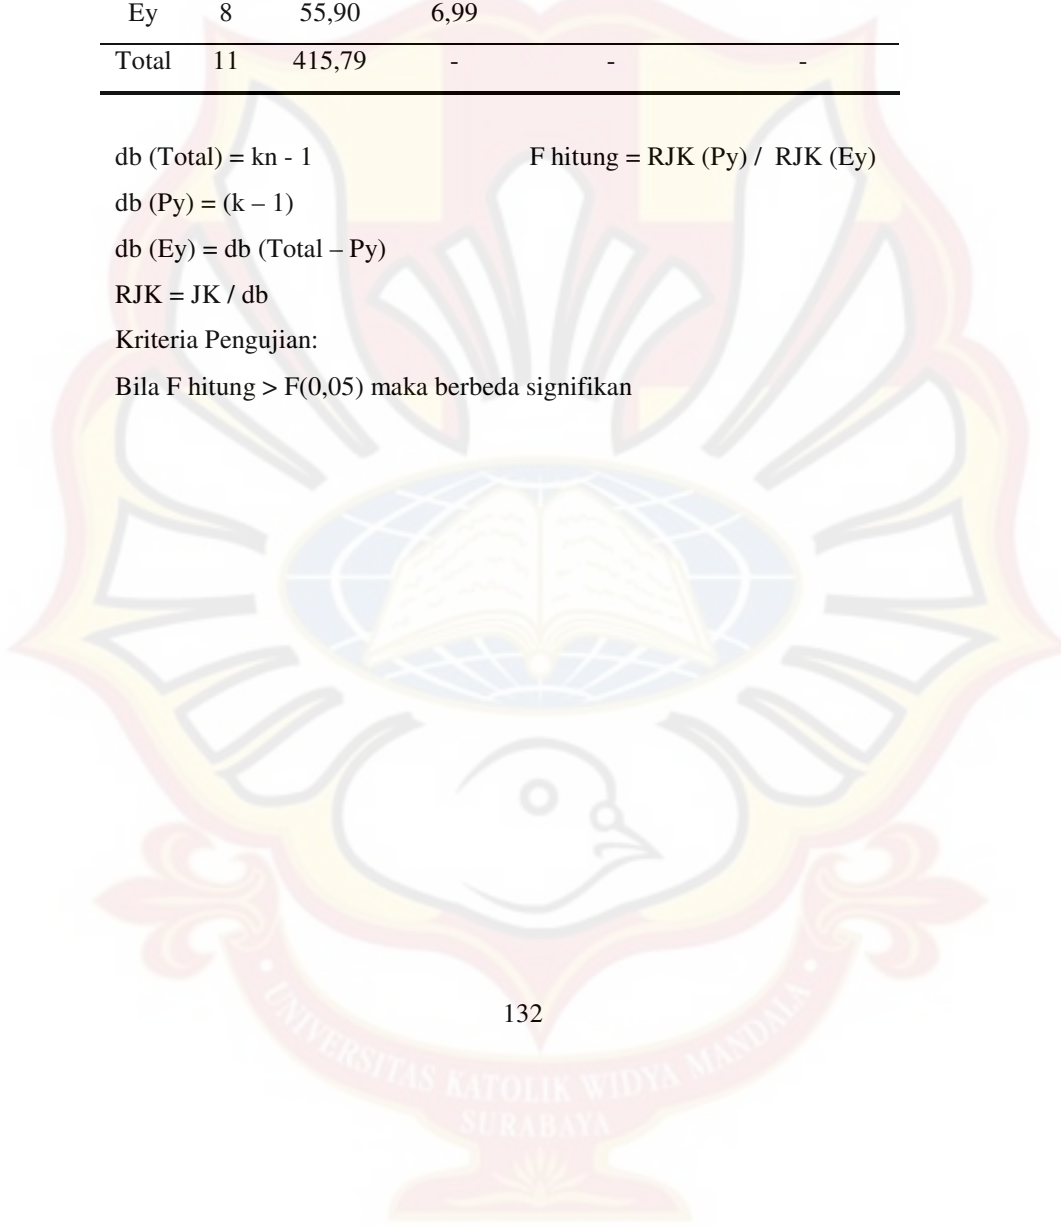 Ey 8 55,90 6,99
Total 11 415,79 - - -
db (Total) = kn - 1 F hitung = RJK (Py) / RJK (Ey)
db (Py) = (k – 1)
db (Ey) = db (Total – Py)
RJK = JK / db
Kriteria Pengujian:
Bila F hitung > F(0,05) maka berbeda signifikan
132
UNIVERSITAS KATOLIK WIDYA MANDALA
SURABAYA